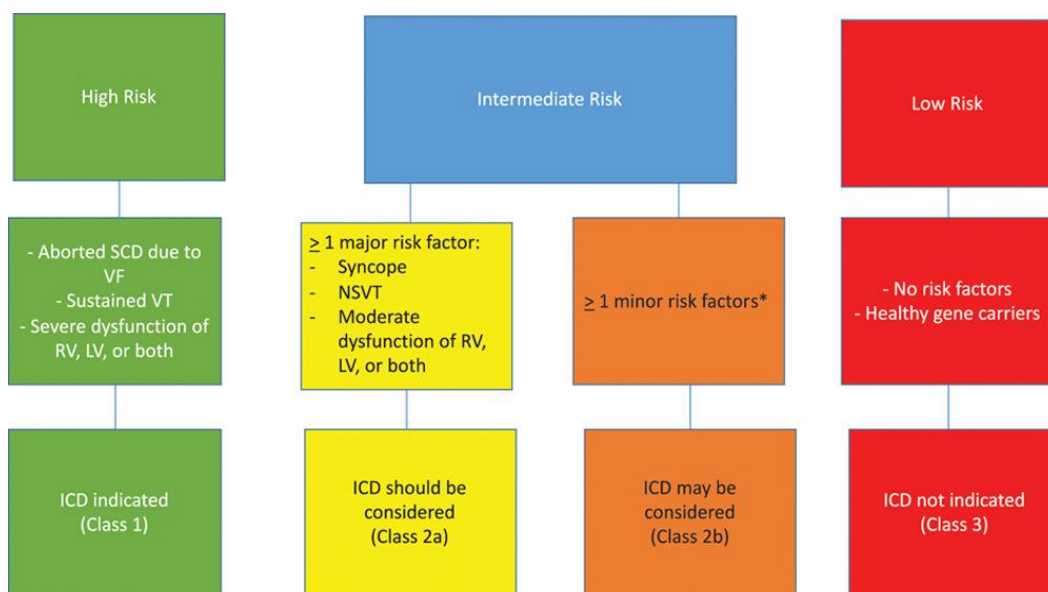 High Risk
Intermediate Risk
Low Risk
- Aborted SCD due to
VF
- Sustained VT
- Severe dysfunction of
RV, LV, or both
≥ 1 major risk factor:
- Syncope
- NSVT
- Moderate
dysfunction of RV,
LV, or both
≥ 1 minor risk factors*
- No risk factors
- Healthy gene carriers
ICD indicated
(Class 1)
ICD should be
considered
(Class 2a)
ICD may be
considered
(Class 2b)
ICD not indicated
(Class 3)